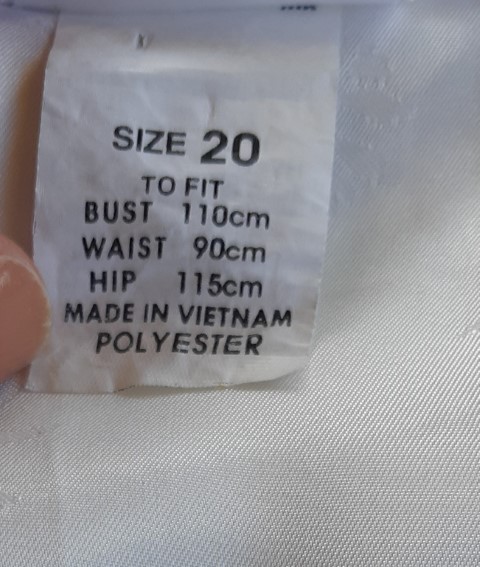 SIZE 20
TO FIT
BUST 110cm
WAIST 90cm
HIP 115cm
MADE IN VIETNAM
POLYESTER